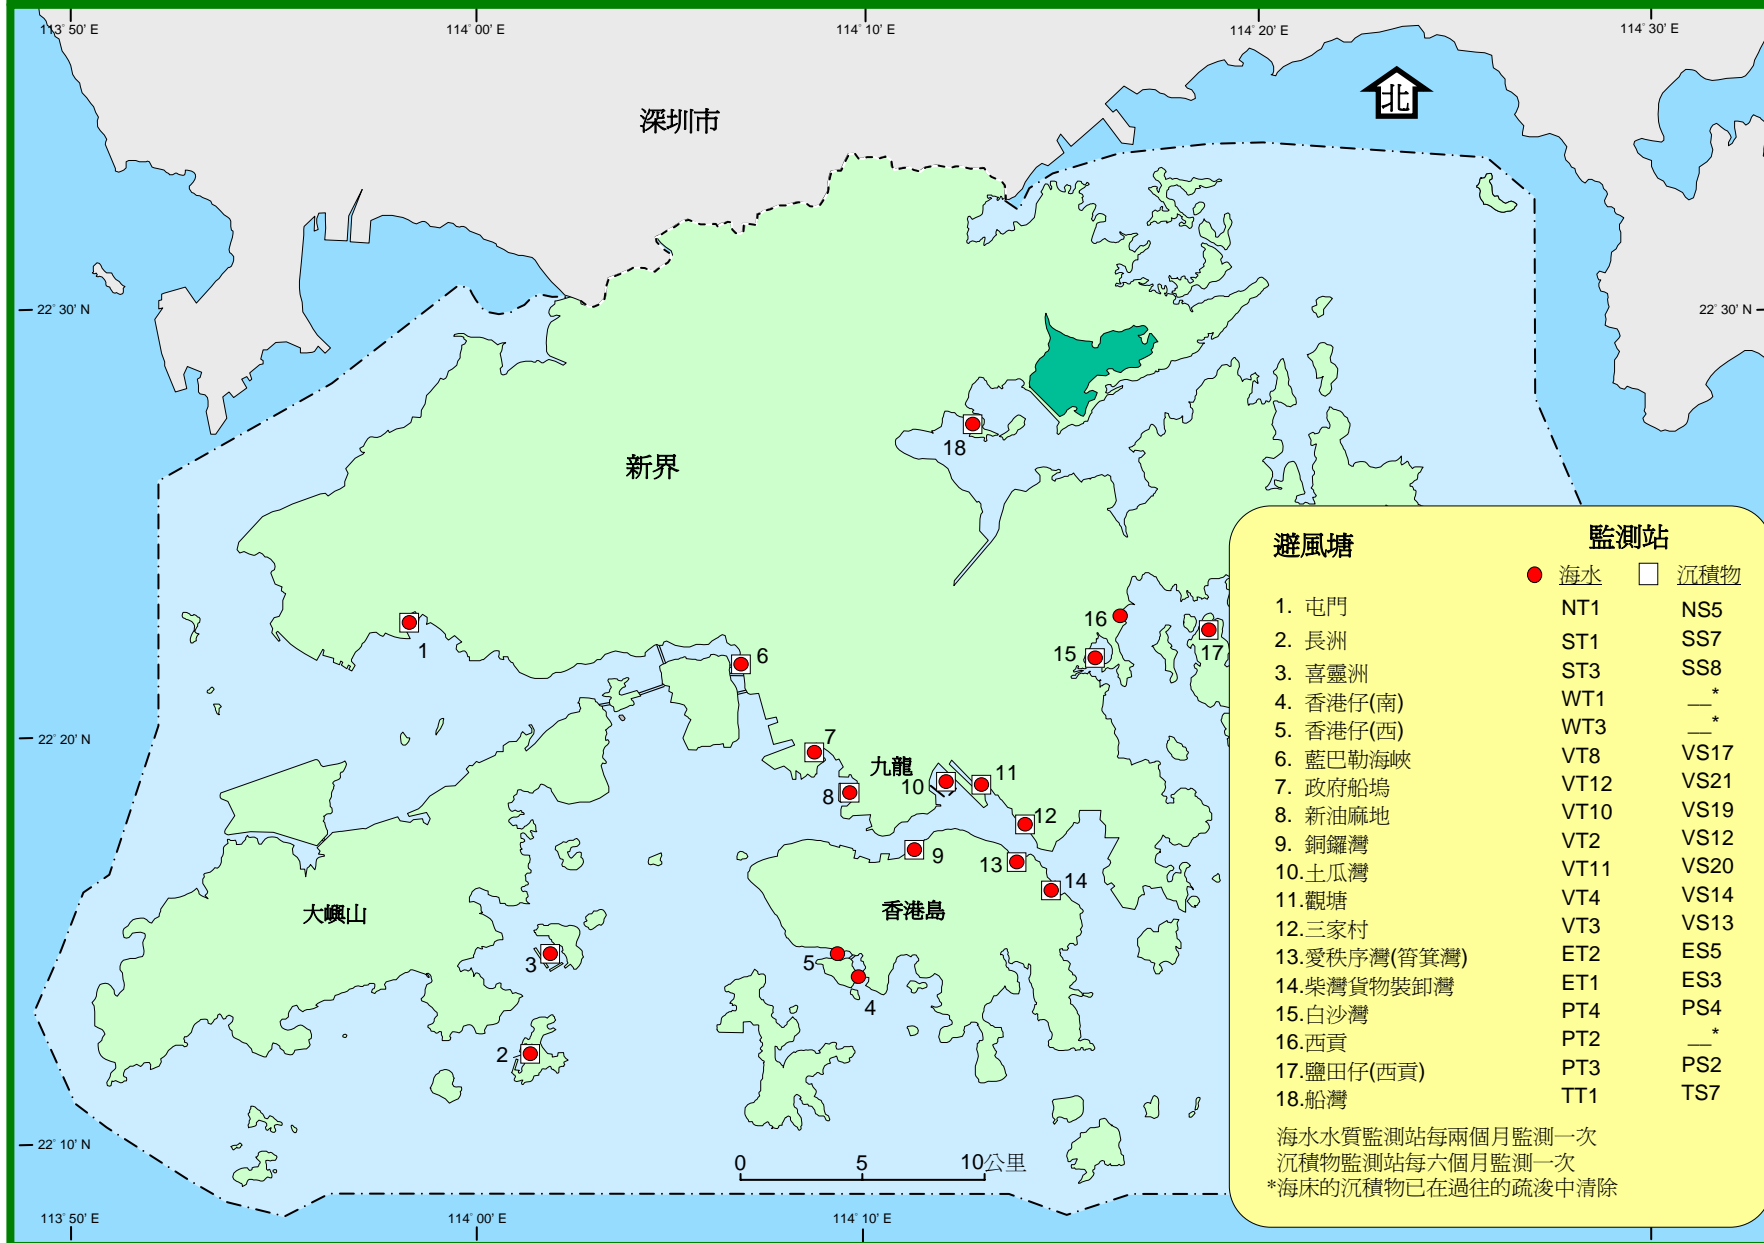 113° 50' E
114° 00' E
114° 10' E
114° 20' E
114° 30' E
北
深圳市
22° 30' N
22° 30' N
18
新界
16
15
17
1
6
22° 20' N
7
九龍
10
11
8
12
9
13
14
大嶼山
香港島
3
5
4
2
22° 10' N
0 5 10公里
113° 50' E
114° 00' E
114° 10' E
避風塘 監測站
海水 沉積物
1. 屯門 NT1 NS5
2. 長洲 ST1 SS7
3. 喜靈洲 ST3 SS8
4. 香港仔(南) WT1 __*
5. 香港仔(西) WT3 __*
6. 藍巴勒海峽 VT8 VS17
7. 政府船塢 VT12 VS21
8. 新油麻地 VT10 VS19
9. 銅鑼灣 VT2 VS12
10.土瓜灣 VT11 VS20
11.觀塘 VT4 VS14
12.三家村 VT3 VS13
13.愛秩序灣(筲箕灣) ET2 ES5
14.柴灣貨物裝卸灣 ET1 ES3
15.白沙灣 PT4 PS4
16.西貢 PT2 __*
17.鹽田仔(西貢) PT3 PS2
18.船灣 TT1 TS7
海水水質監測站每兩個月監測一次
沉積物監測站每六個月監測一次
*海床的沉積物已在過往的疏浚中清除